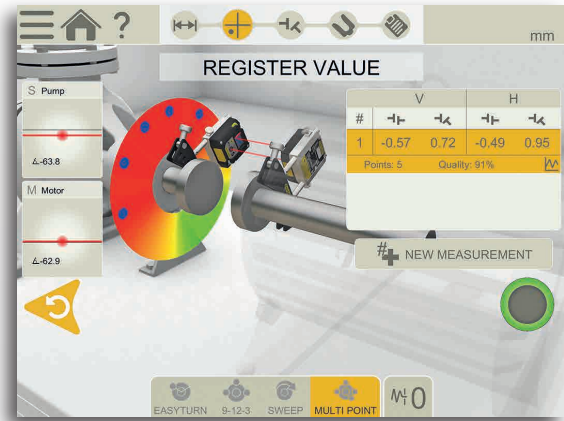 ?
mm
REGISTER VALUE
S Pump
∡-63.8
M Motor
∡-62.9
V H
#
1 -0.57 0.72 -0.49 0.95
Points: 5 Quality: 91%
# NEW MEASUREMENT
EASYTURN 9-12-3 SWEEP MULTI POINT
0